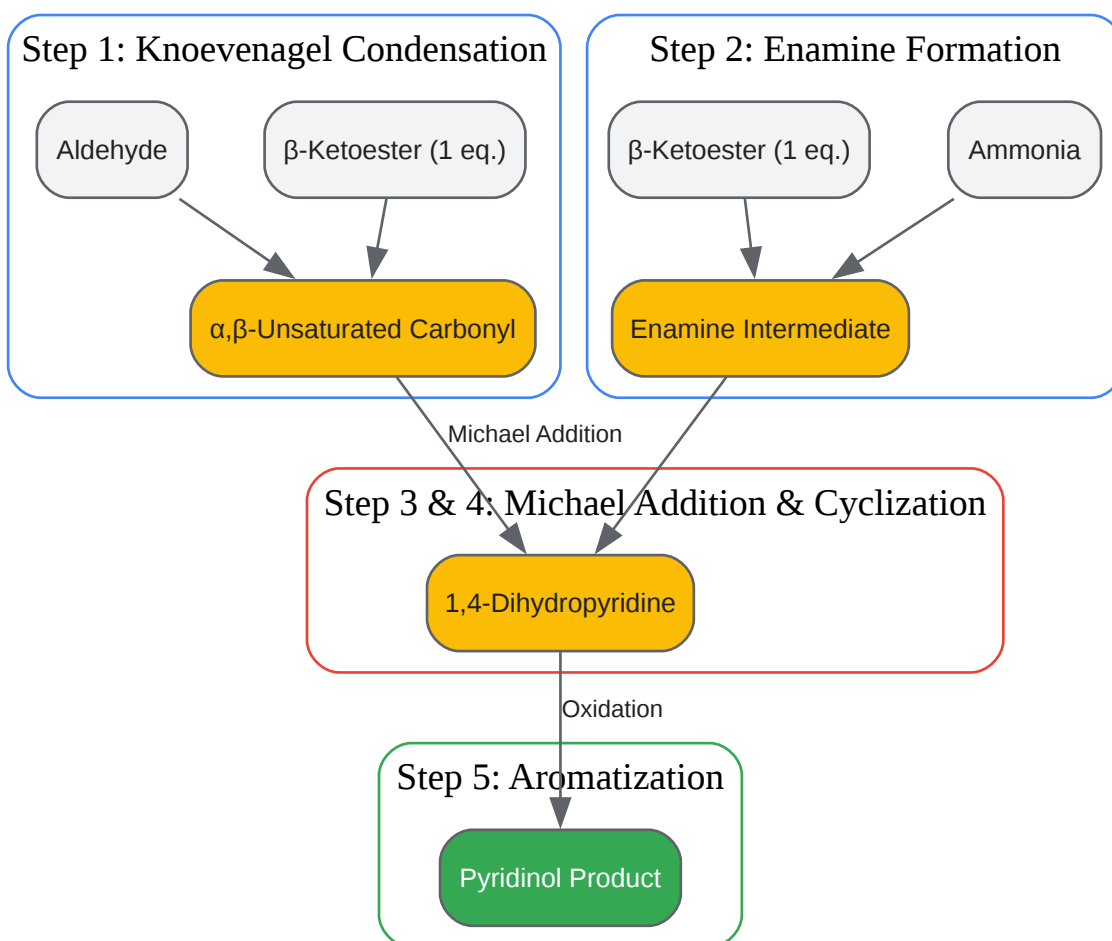 Step 1: Knoevenagel Condensation
Step 2: Enamine Formation
Aldehyde
β-Ketoester (1 eq.)
β-Ketoester (1 eq.)
Ammonia
α,β-Unsaturated Carbonyl
Enamine Intermediate
Michael Addition
Step 3 & 4: Michael Addition & Cyclization
1,4-Dihydropyridine
Oxidation
Step 5: Aromatization
Pyridinol Product